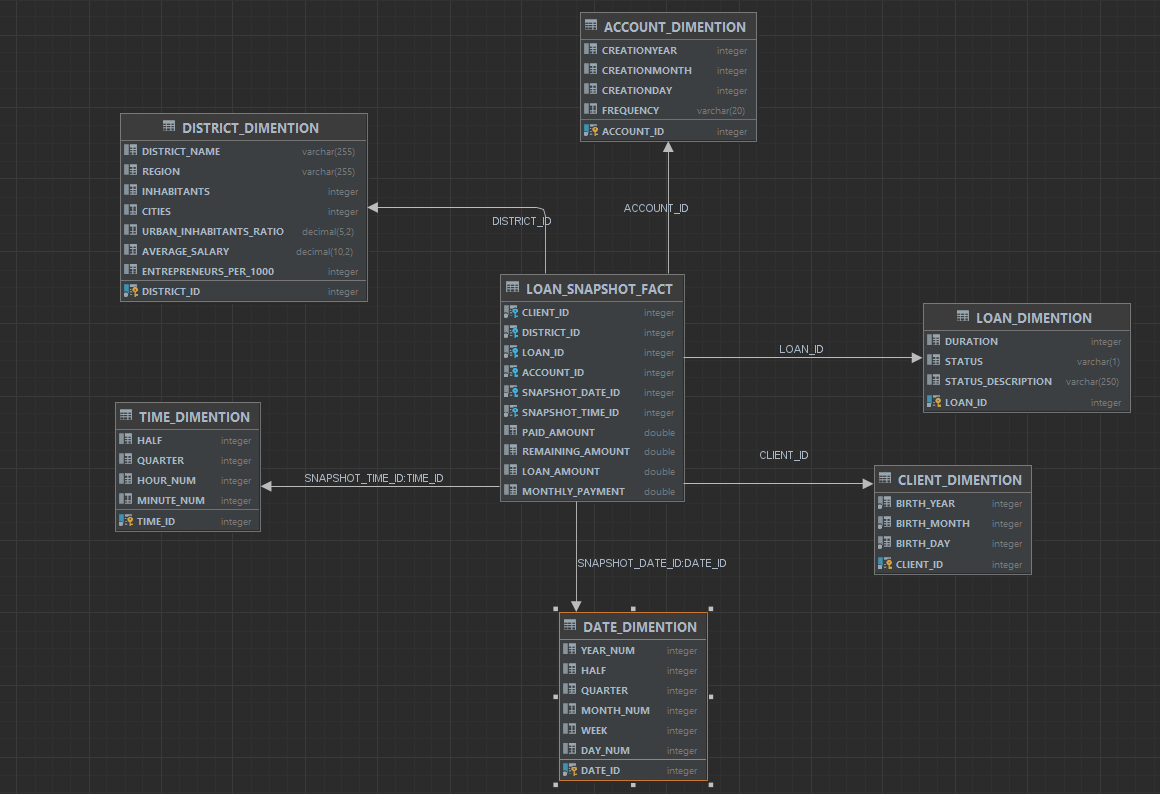 ACCOUNT_DIMENTION
CREATIONYEAR integer
CREATIONMONTH integer
CREATIONDAY integer
FREQUENCY varchar(20)
ACCOUNT_ID integer
DISTRICT_DIMENTION
DISTRICT_NAME varchar(255)
REGION varchar(255)
INHABITANTS integer
CITIES integer
URBAN_INHABITANTS_RATIO decimal(5,2)
AVERAGE_SALARY decimal(10,2)
ENTREPRENEURS_PER_1000 integer
DISTRICT_ID integer
DISTRICT_ID
ACCOUNT_ID
LOAN_SNAPSHOT_FACT
CLIENT_ID integer
DISTRICT_ID integer
LOAN_ID integer
ACCOUNT_ID integer
SNAPSHOT_DATE_ID integer
SNAPSHOT_TIME_ID integer
PAID_AMOUNT double
REMAINING_AMOUNT double
LOAN_AMOUNT double
MONTHLY_PAYMENT double
LOAN_ID
LOAN_DIMENTION
DURATION integer
STATUS varchar(1)
STATUS_DESCRIPTION varchar(250)
LOAN_ID integer
TIME_DIMENTION
HALF integer
QUARTER integer
HOUR_NUM integer
MINUTE_NUM integer
TIME_ID integer
SNAPSHOT_TIME_ID:TIME_ID
CLIENT_ID
CLIENT_DIMENTION
BIRTH_YEAR integer
BIRTH_MONTH integer
BIRTH_DAY integer
CLIENT_ID integer
SNAPSHOT_DATE_ID:DATE_ID
DATE_DIMENTION
YEAR_NUM integer
HALF integer
QUARTER integer
MONTH_NUM integer
WEEK integer
DAY_NUM integer
DATE_ID integer